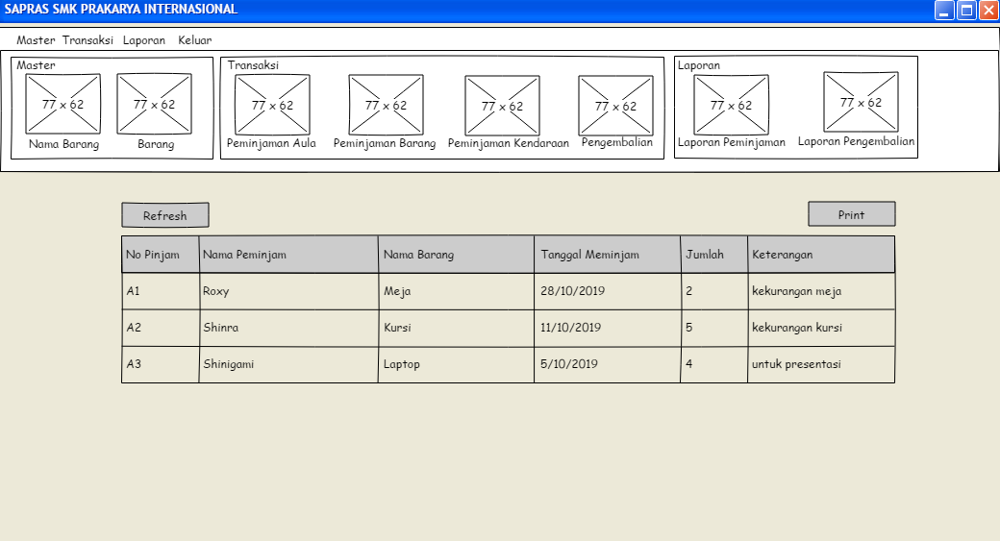 SAPRAS SMK PRAKARYA INTERNASIONAL
Master Transaksi Laporan Keluar
Master
77 x 62 77 x 62
Nama Barang Barang
Transaksi
77 x 62 77 x 62 77 x 62 77 x 62
Peminjaman Aula Peminjaman Barang Pemimjaman Kendaraan Pengembalian
Laporan
77 x 62 77 x 62
Laporan Peminjaman Laporan Pengembalian
Refresh Print
No Pinjam Nama Peminjam Nama Barang Tanggal Meminjam Jumlah Keterangan
A1 Roxy Meja 28/10/2019 2 kekurangan meja
A2 Shinra Kursi 11/10/2019 5 kekurangan kursi
A3 Shinigami Laptop 5/10/2019 4 untuk presentasi